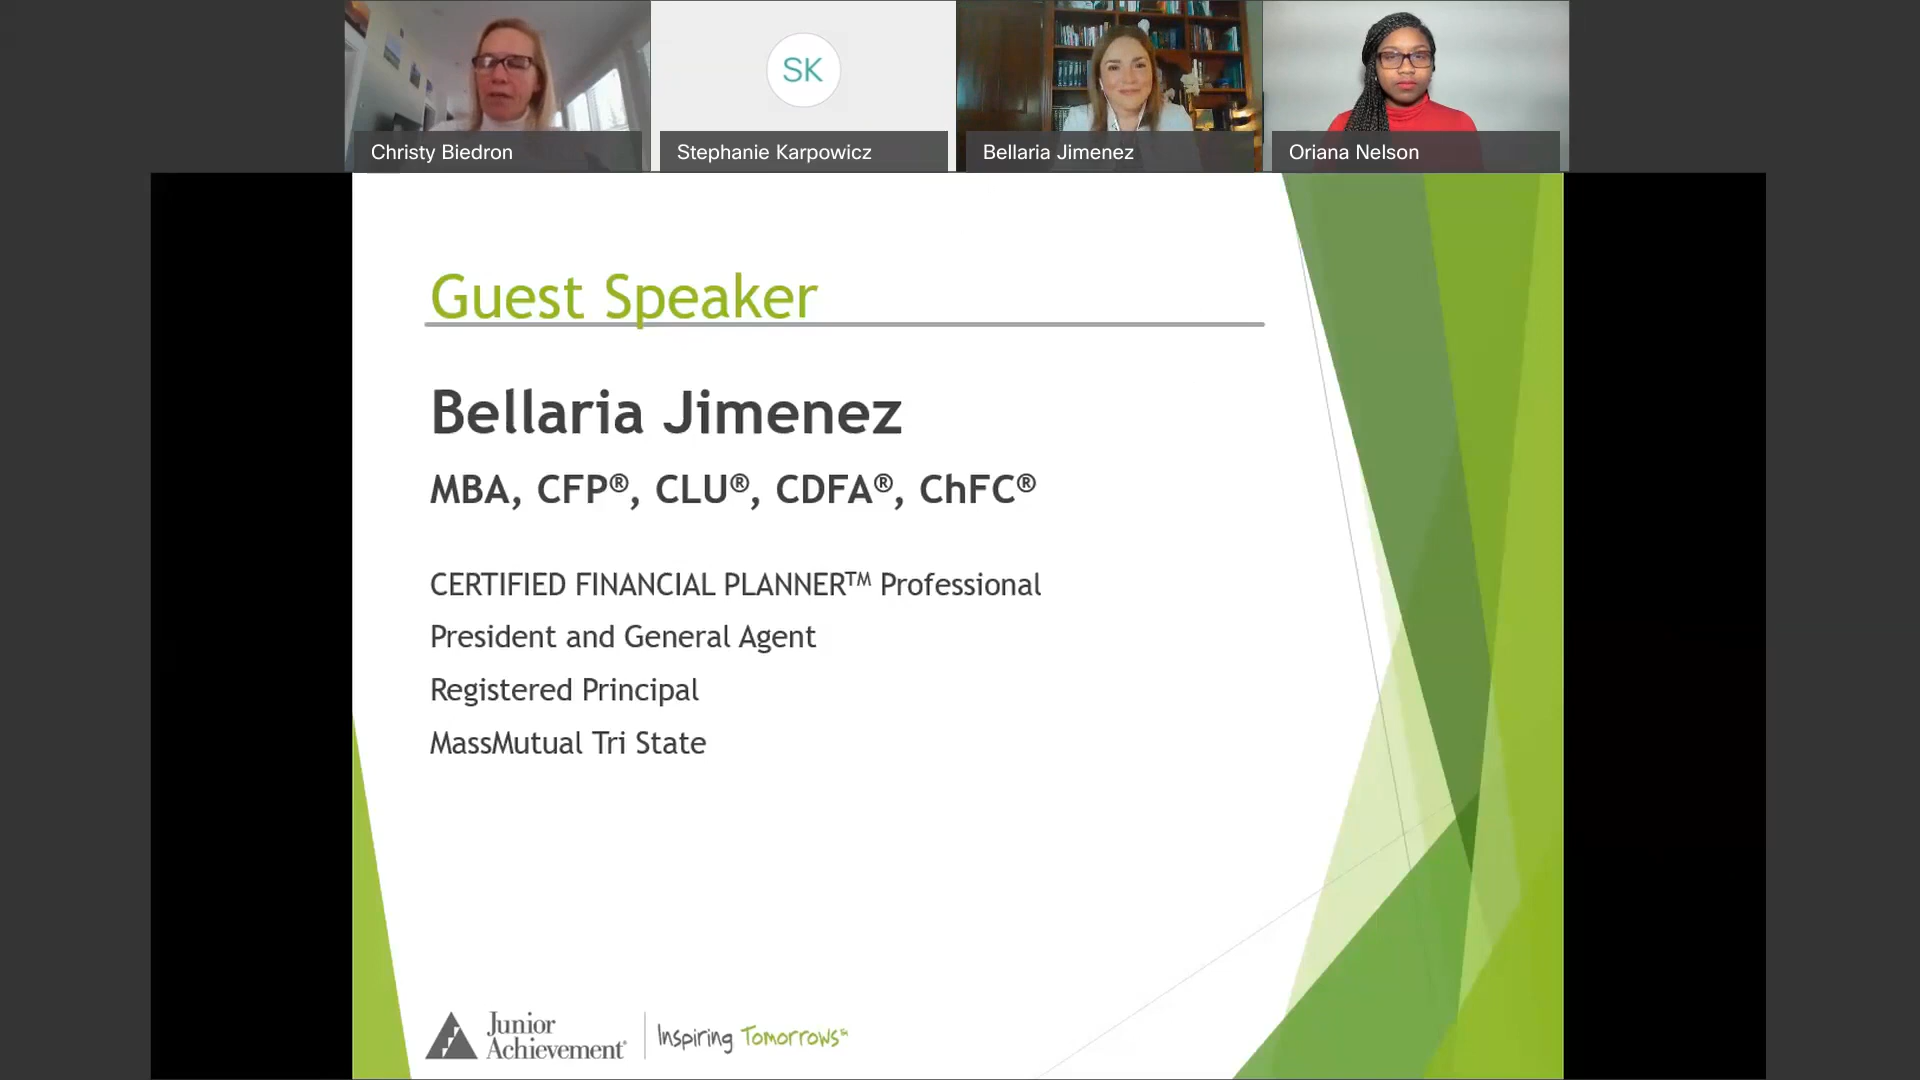 Christy Biedron
SK
Stephanie Karpowicz
Bellaria Jimenez
Oriana Nelson
Guest Speaker
Bellaria Jimenez
MBA, CFP®, CLU®, CDFA®, ChFC®
CERTIFIED FINANCIAL PLANNER™ Professional
President and General Agent
Registered Principal
MassMutual Tri State
Junior
Achievement®
Inspiring Tomorrows℠